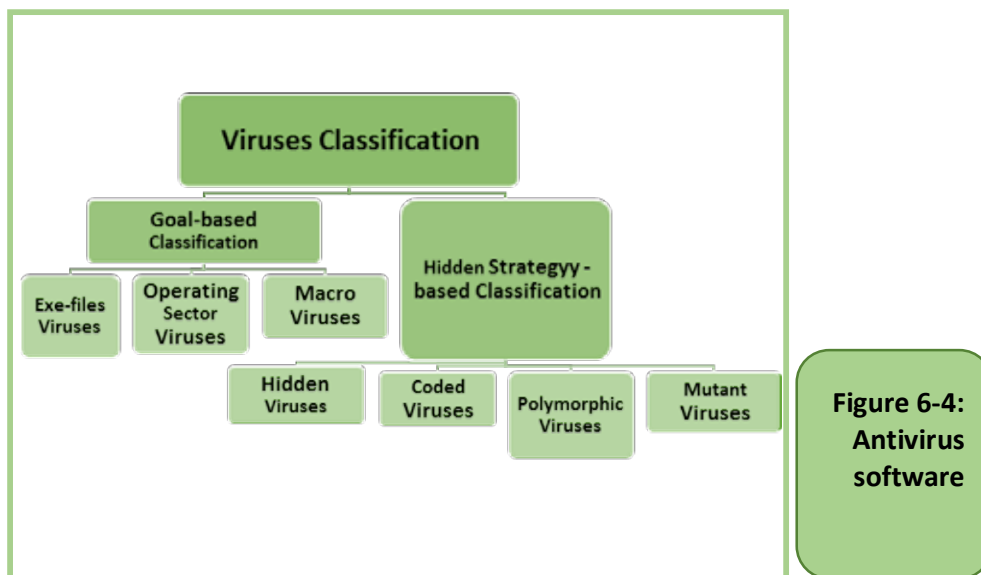 Viruses Classification
Goal-based
Classification
Hidden Strategyy -
based Classification
Exe-files
Viruses
Operating
Sector
Viruses
Macro
Viruses
Hidden
Viruses
Coded
Viruses
Polymorphic
Viruses
Mutant
Viruses
Figure 6-4:
Antivirus
software